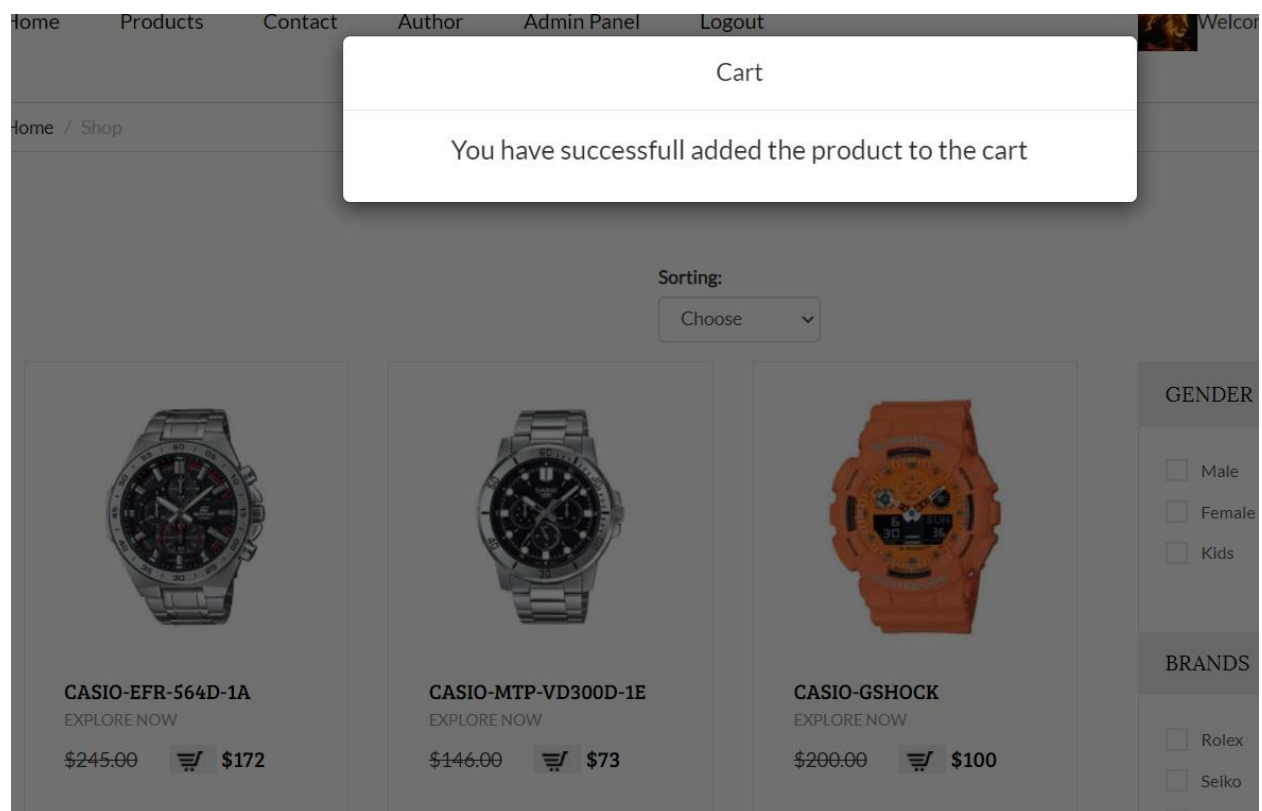 Home Products Contact Author Admin Panel Logout
Cart
Home / Shop
You have successfull added the product to the cart
Sorting:
Choose
GENDER
Male
Female
Kids
CASIO-EFR-564D-1A CASIO-MTP-VD300D-1E CASIO-GSHOCK
EXPLORE NOW EXPLORE NOW EXPLORE NOW
$245.00 $172 $146.00 $73 $200.00 $100
BRANDS
Rolex
Seiko